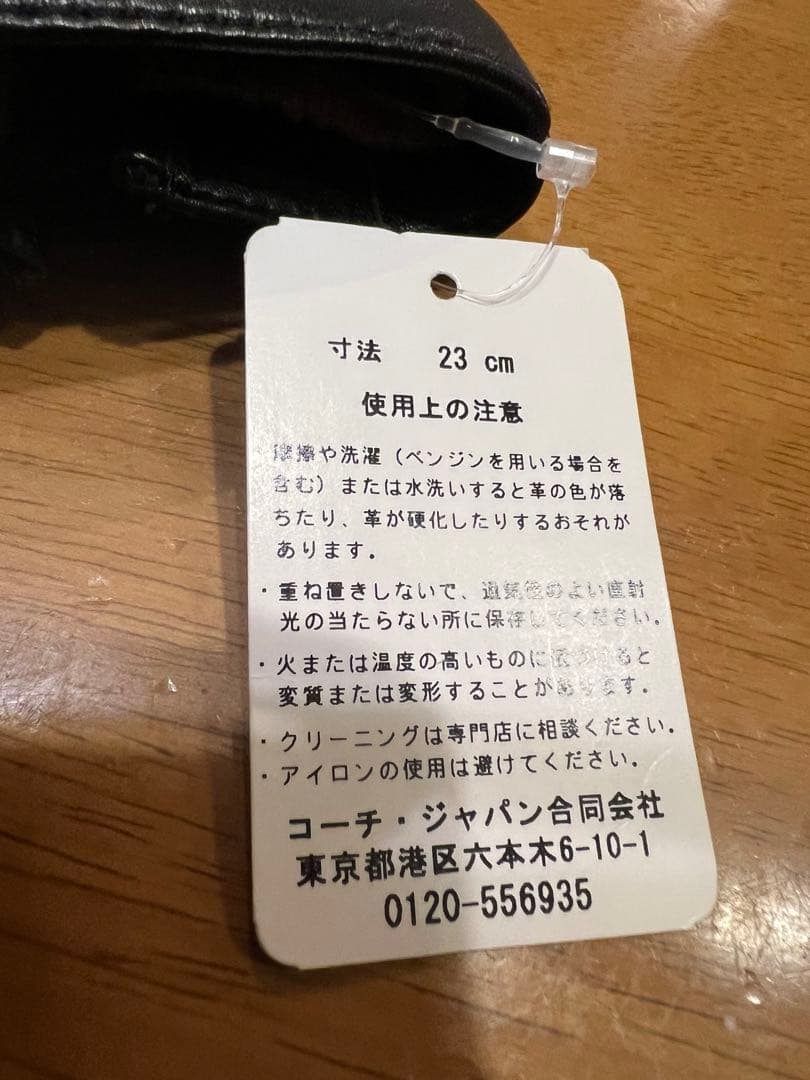 寸法 23 cm
使用上の注意
摩擦や洗濯（ベンジンを用いる場合を
含む）または水洗いすると革の色が落
ちたり、革が硬化したりするおそれが
あります。
・重ね置きしないで、通気性のよい直射
光の当たらない所に保存してください。
・火または温度の高いものに近づけると
変質または変形することがあります。
・クリーニングは専門店に相談ください。
・アイロンの使用は避けてください。
コーチ・ジャパン合同会社
東京都港区六本木6-10-1
0120-556935